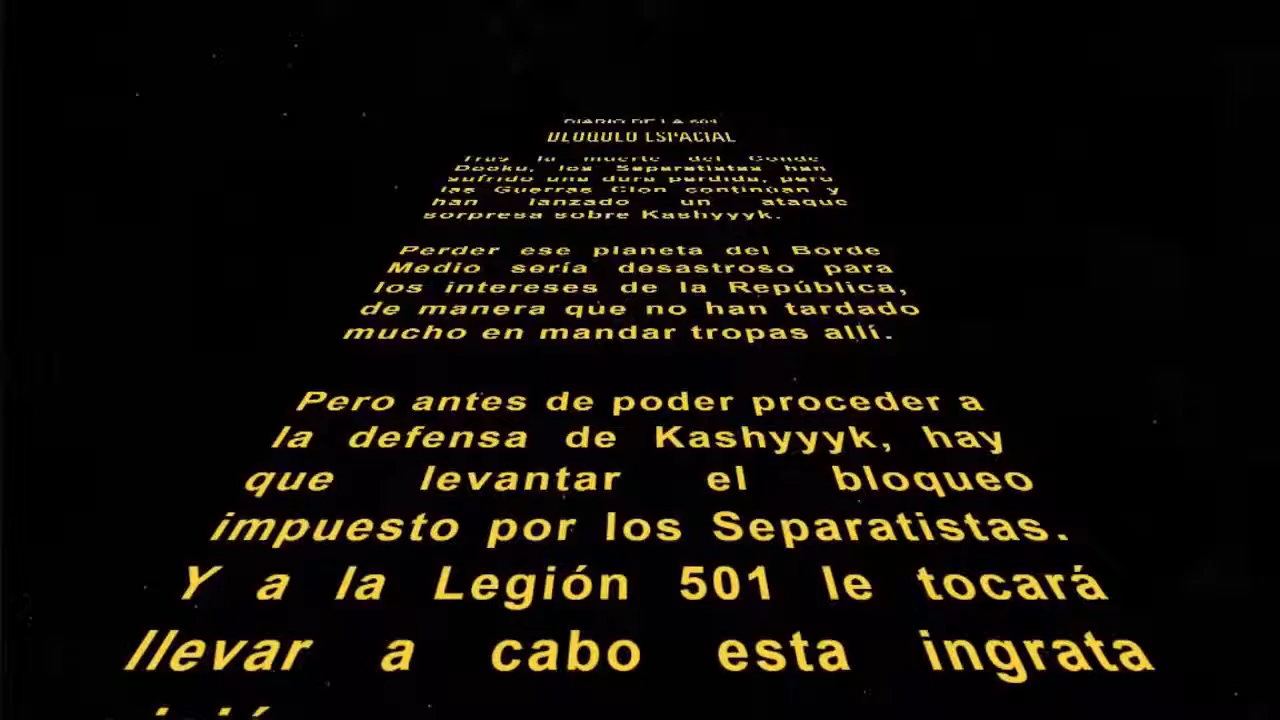 DIARIO DE LA 501
BLOQUEO ESPACIAL
Tras la muerte del Conde
Dooku, los Separatistas han
sufrido una dura perdida, pero
las Guerras Clon continúan y
han lanzado un ataque
sorpresa sobre Kashyyyk.
Perder ese planeta del Borde
Medio sería desastroso para
los intereses de la República,
de manera que no han tardado
mucho en mandar tropas allí.
Pero antes de poder proceder a
la defensa de Kashyyyk, hay
que levantar el bloqueo
impuesto por los Separatistas.
Y a la Legión 501 le tocará
llevar a cabo esta ingrata